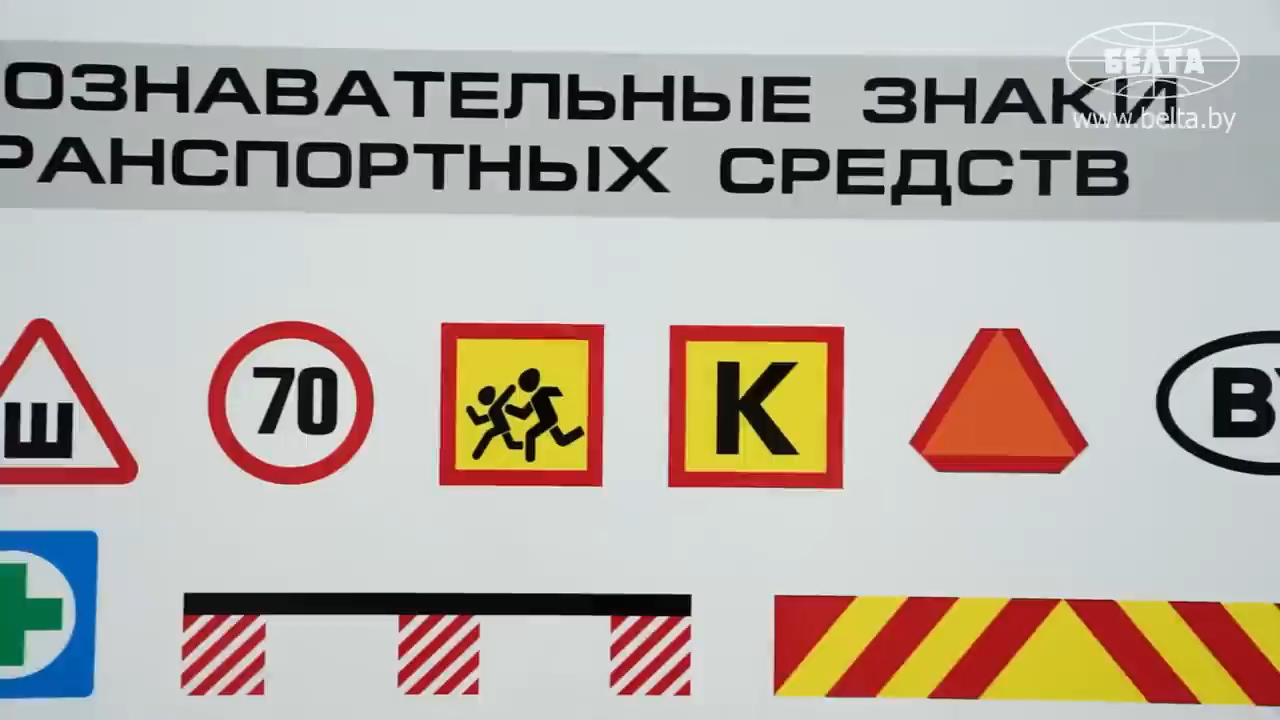 БЕЛТА
www.belta.by
ОЗНАВАТЕЛЬНЫЕ ЗНАКИ
РАНСПОРТНЫХ СРЕДСТВ
Ш
70
К
BY